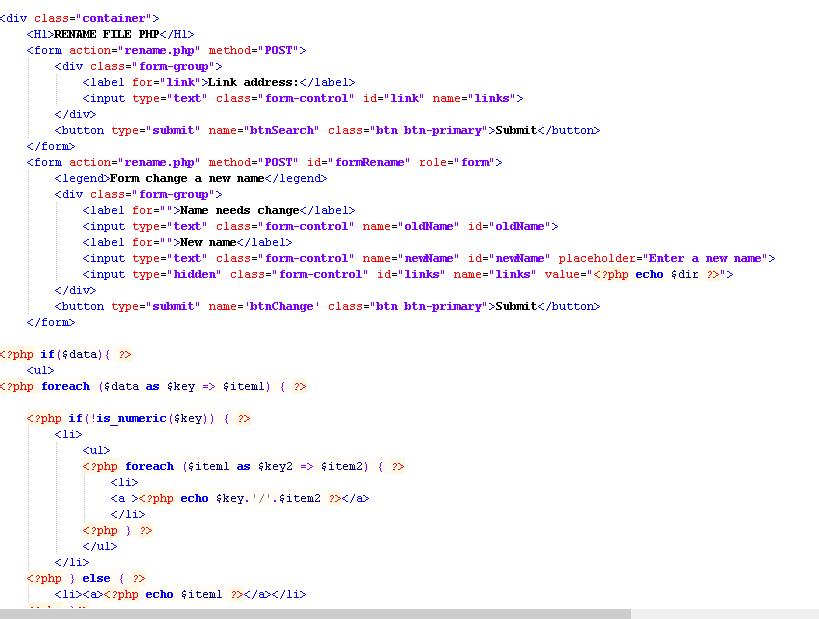 <div class="container">
<H1>RENAME FILE PHP</H1>
<form action="rename.php" method="POST">
<div class="form-group">
<label for="link">Link address:</label>
<input type="text" class="form-control" id="link" name="links">
</div>
<button type="submit" name="btnSearch" class="btn btn-primary">Submit</button>
</form>
<form action="rename.php" method="POST" id="formRename" role="form">
<legend>Form change a new name</legend>
<div class="form-group">
<label for="">Name needs change</label>
<input type="text" class="form-control" name="oldName" id="oldName">
<label for="">New name</label>
<input type="text" class="form-control" name="newName" id="newName" placeholder="Enter a new name">
<input type="hidden" class="form-control" id="links" name="links" value="<?php echo $dir ?>">
</div>
<button type="submit" name='btnChange' class="btn btn-primary">Submit</button>
</form>
<?php if($data){ ?>
<ul>
<?php foreach ($data as $key => $item1) { ?>
<?php if(!is_numeric($key)) { ?>
<li>
<ul>
<?php foreach ($item1 as $key2 => $item2) { ?>
<li>
<a ><?php echo $key.'/'.$item2 ?></a>
</li>
<?php } ?>
</ul>
</li>
<?php } else { ?>
<li><a><?php echo $item1 ?></a></li>